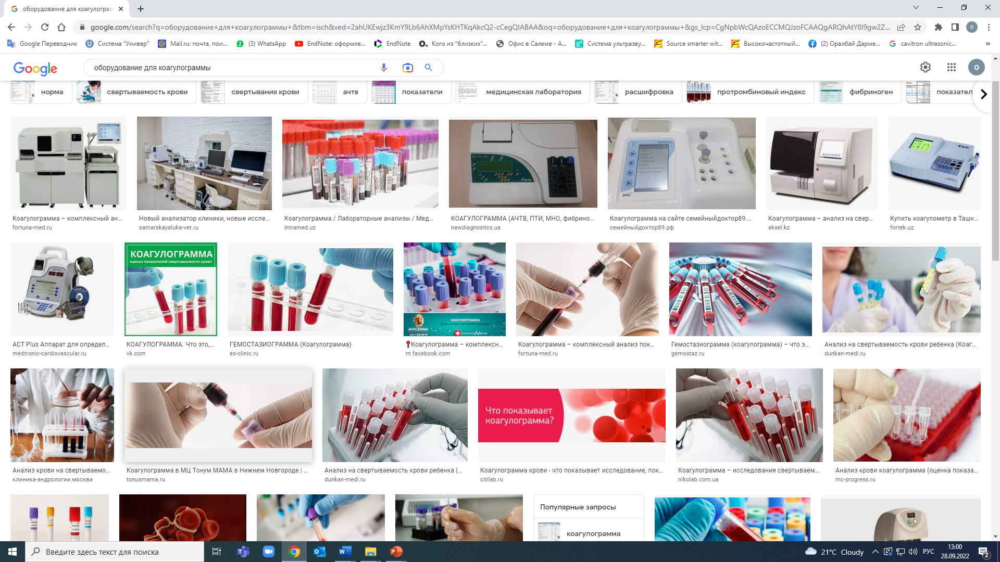 оборудование для коагулограм
google.com/search?q=оборудование+для+коагулограммы+&tbm=isch&ved=2ahUKEwjz3KmY9Lb6AhXMpYsKHTKqAkcQ2-cCegQIABAA&oq=оборудование+для+коагулограммы+&gs_lcp=CgNpbWcQAzoECCMQJzoFCAAQgARQhAtY8I9gw2Z...
O
Google Переводчик
Система "Универ"
Mail.ru: почта, пои...
(3) WhatsApp
EndNote: оформле...
EndNote
Кого из "близких"...
Офис в Салеме - А...
Система ультразву...
Source smarter wit...
Высокочастотный...
(2) Оралбай Дарме...
cavitron ultrasonic...
»
Google
оборудование для коагулограммы
O
норма
свертываемость крови
свертывания крови
ачтв
показатели
медицинская лаборатория
расшифровка
протромбиновый индекс
фибриноген
показател
Коагулограмма – комплексный ан...
fortuna-med.ru
Новый анализатор клиники, новые иссле...
samarskayaluka-vet.ru
Коагулограмма / Лабораторные анализы / Мед...
intramed.uz
КОАГУЛОГРАММА (АЧТВ, ПТИ, МНО, фибрино...
newdiagnostics.ua
Коагулограмма на сайте семейныйдоктор89....
семейныйдоктор89.рф
Коагулограмма – анализ на свер...
aksel.kz
Купить коагулометр в Ташк...
fortek.uz
КОАГУЛОГРАММА
оценка показателей свертываемости крови
AVICENNA
КОАГУЛОГРАММА
Диагностика состояния здоровья
ACT Plus Аппарат для определ...
medtronic-cardiovascular.ru
КОАГУЛОГРАММА. Что это,...
vk.com
ГЕМОСТАЗИОГРАММА (Коагулограмма)
es-clinic.ru
Коагулограмма – комплексн...
m.facebook.com
Коагулограмма – комплексный анализ пок...
fortuna-med.ru
Гемостазиограмма (коагулограмма) – что э...
gemostaz.ru
Анализ на свертываемость крови ребенка (Коаг...
dunkan-medi.ru
Что показывает
коагулограмма?
Анализ крови на свертываемо...
клиника-андрологии.москва
Коагулограмма в МЦ Тонум МАМА в Нижнем Новгороде | ...
tonusmama.ru
Анализ на свертываемость крови ребенка (...
dunkan-medi.ru
Коагулограмма крови - что показывает исследование, пок...
citilab.ru
Коагулограмма – исследования свертываем...
nikolab.com.ua
Анализ крови коагулограмма (оценка показа...
mc-progress.ru
Популярные запросы
коагулограмма
Введите здесь текст для поиска
21°C Cloudy
РУС
13:00
28.09.2022
2